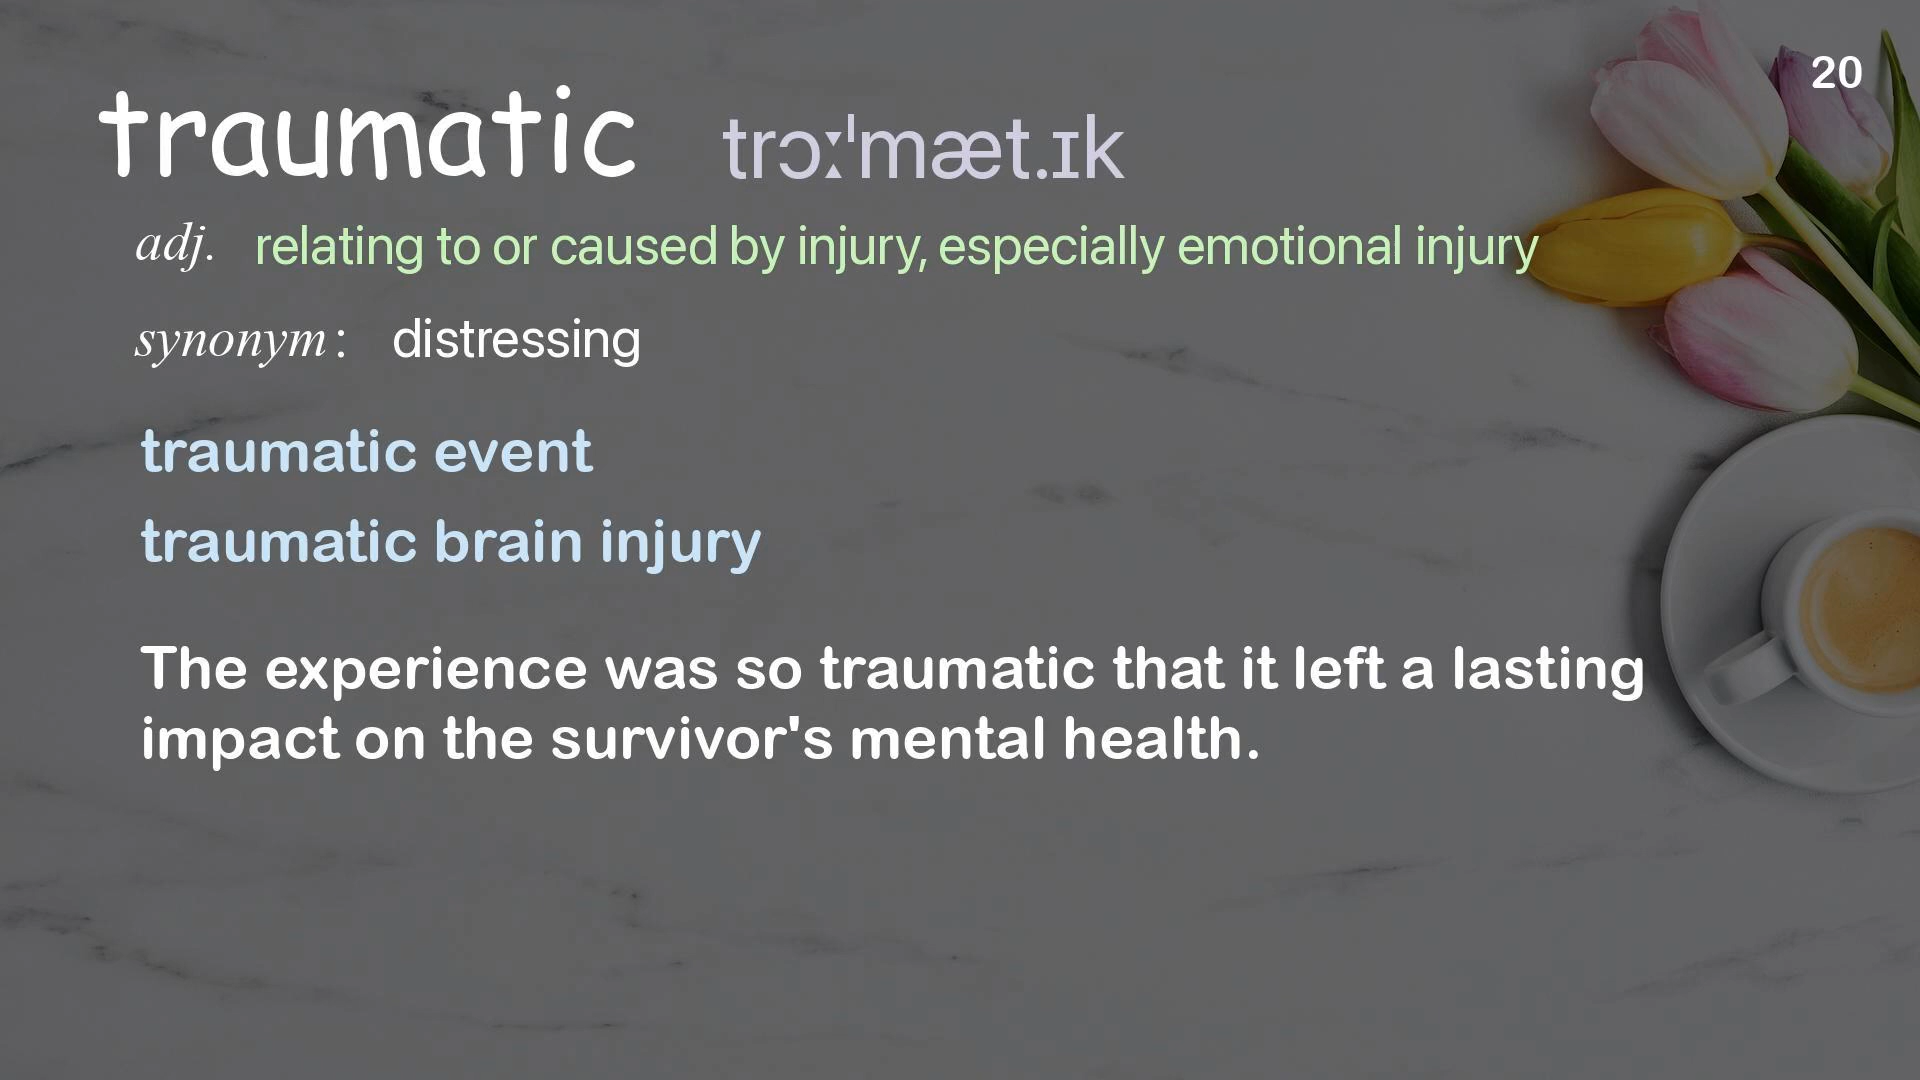 20
traumatic trɔːˈmæt.ɪk
adj. relating to or caused by injury, especially emotional injury
synonym: distressing
traumatic event
traumatic brain injury
The experience was so traumatic that it left a lasting
impact on the survivor's mental health.